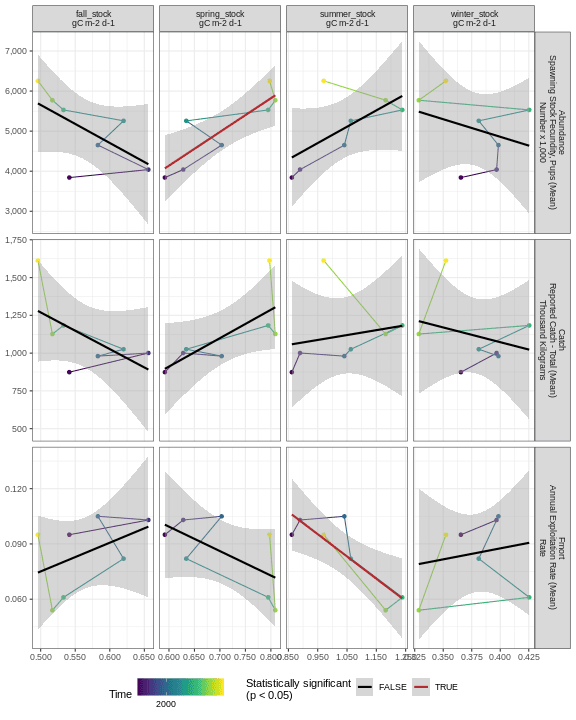 fall_stock
gC m-2 d-1
spring_stock
gC m-2 d-1
summer_stock
gC m-2 d-1
winter_stock
gC m-2 d-1
7,000
6,000
5,000
4,000
3,000
Abundance
Spawning Stock Fecundity, Pups (Mean)
Number x 1,000
1,750
1,500
1,250
1,000
750
500
Catch
Reported Catch - Total (Mean)
Thousand Kilograms
0.120
0.090
0.060
Fmort
Annual Exploitation Rate (Mean)
Rate
0.500 0.550 0.600 0.650
0.600 0.650 0.700 0.750 0.800
0.850 0.950 1.050 1.150
0.350 0.375 0.400 0.425
Time
2000
Statistically significant
(p < 0.05)
FALSE
TRUE